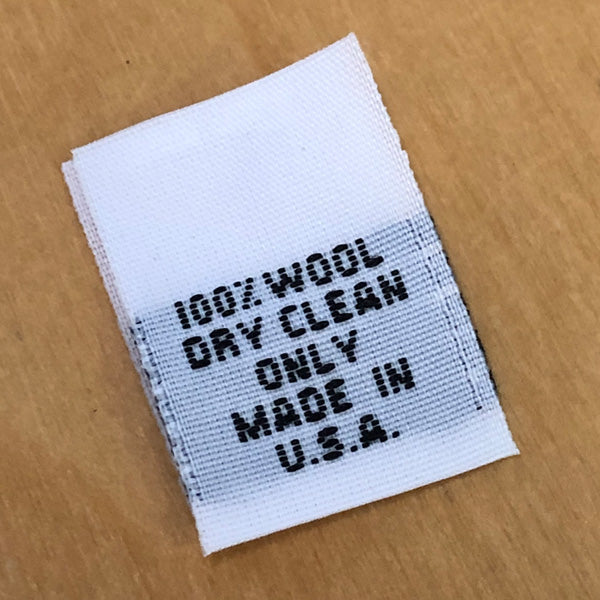 100% WOOL
DRY CLEAN
ONLY
MADE IN
U.S.A.